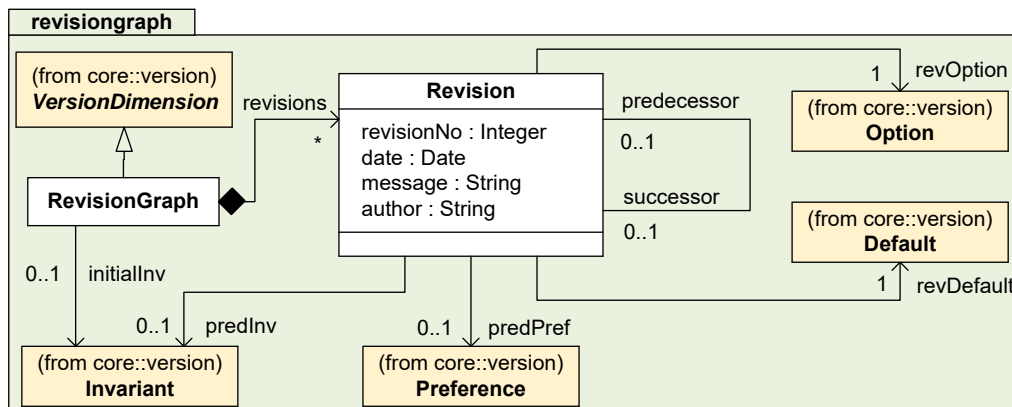 revisiongraph
(from core::version)
VersionDimension
revisions
*
Revision
revisionNo : Integer
date : Date
message : String
author : String
predecessor
0..1
successor
0..1
1
revOption
(from core::version)
Option
RevisionGraph
(from core::version)
Default
1
revDefault
0..1
initialInv
0..1
predInv
0..1
predPref
(from core::version)
Invariant
(from core::version)
Preference